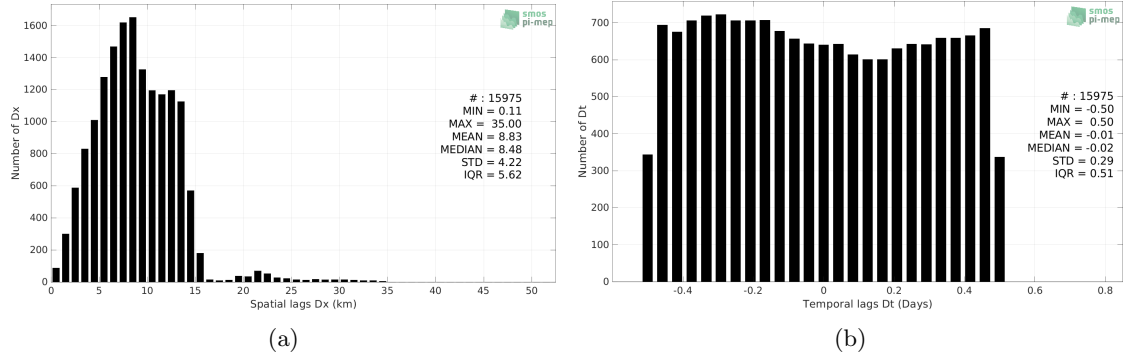 1600
1400
1200
1000
800
600
400
200
0
Number of Dx
0 5 10 15 20 25 30 35 40 45 50
Spatial lags Dx (km)
smos
pi-mep
# : 15975
MIN = 0.11
MAX = 35.00
MEAN = 8.83
MEDIAN = 8.48
STD = 4.22
IQR = 5.62
(a)
700
600
500
400
300
200
100
0
Number of Dt
-0.4 -0.2 0 0.2 0.4 0.6 0.8
Temporal lags Dt (Days)
smos
pi-mep
# : 15975
MIN = -0.50
MAX = 0.50
MEAN = -0.01
MEDIAN = -0.02
STD = 0.29
IQR = 0.51
(b)